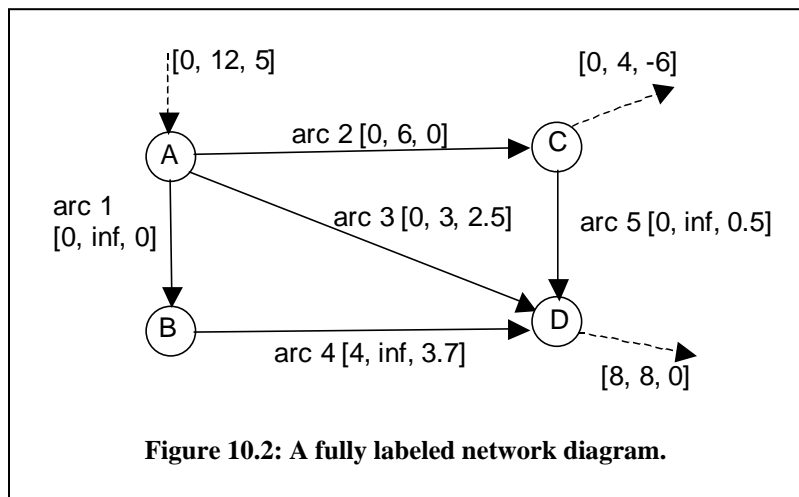 [0, 12, 5]
[0, 4, -6]
A
arc 2 [0, 6, 0]
C
arc 1
[0, inf, 0]
arc 3 [0, 3, 2.5]
arc 5 [0, inf, 0.5]
B
D
arc 4 [4, inf, 3.7]
[8, 8, 0]
Figure 10.2: A fully labeled network diagram.